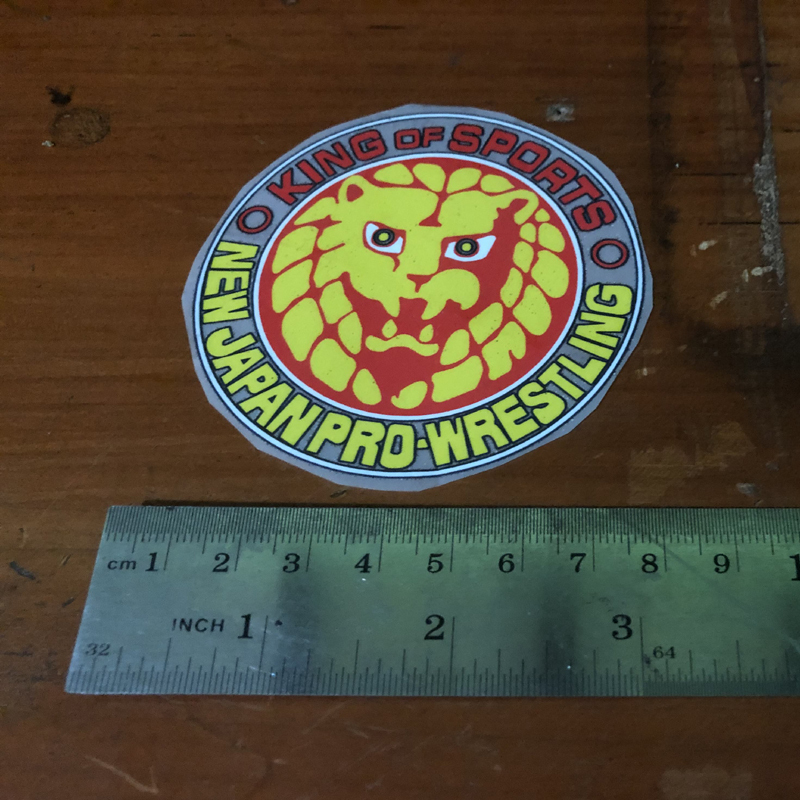 KING OF SPORTS
NEW JAPAN PRO-WRESTLING
cm 1 2 3 4 5 6 7 8 9 1
INCH 1 2 3
32 64